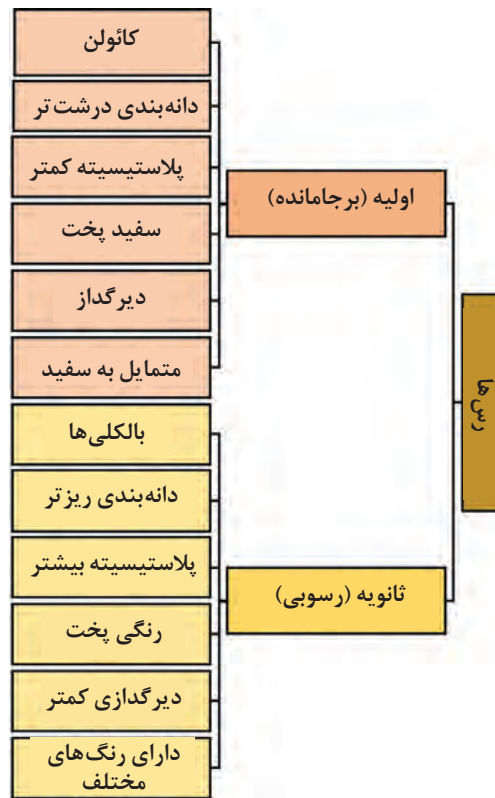 رس‌ها
اولیه (برجامانده)
کائولن
دانه‌بندی درشت‌تر
پلاستیسیته کمتر
سفید پخت
دیرگداز
متمایل به سفید
ثانویه (رسوبی)
بالکلی‌ها
دانه‌بندی ریزتر
پلاستیسیته بیشتر
رنگی پخت
دیرگدازی کمتر
دارای رنگ‌های
مختلف